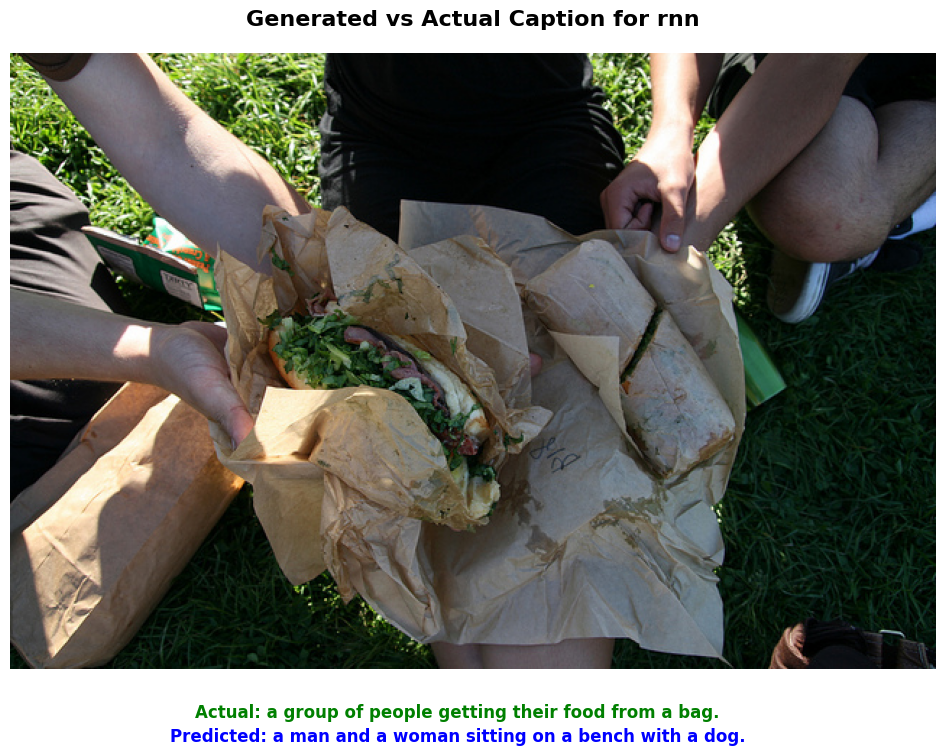 Generated vs Actual Caption for rnn
Actual: a group of people getting their food from a bag.
Predicted: a man and a woman sitting on a bench with a dog.